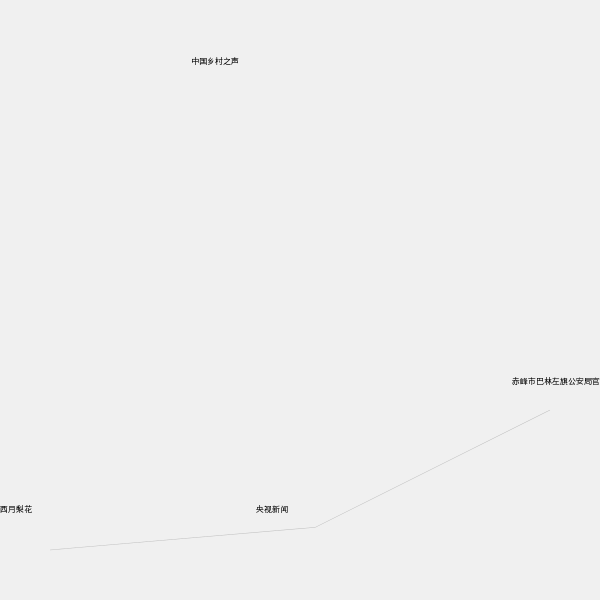 中国乡村之声
赤峰市巴林左旗公安局官
西月梨花
央视新闻